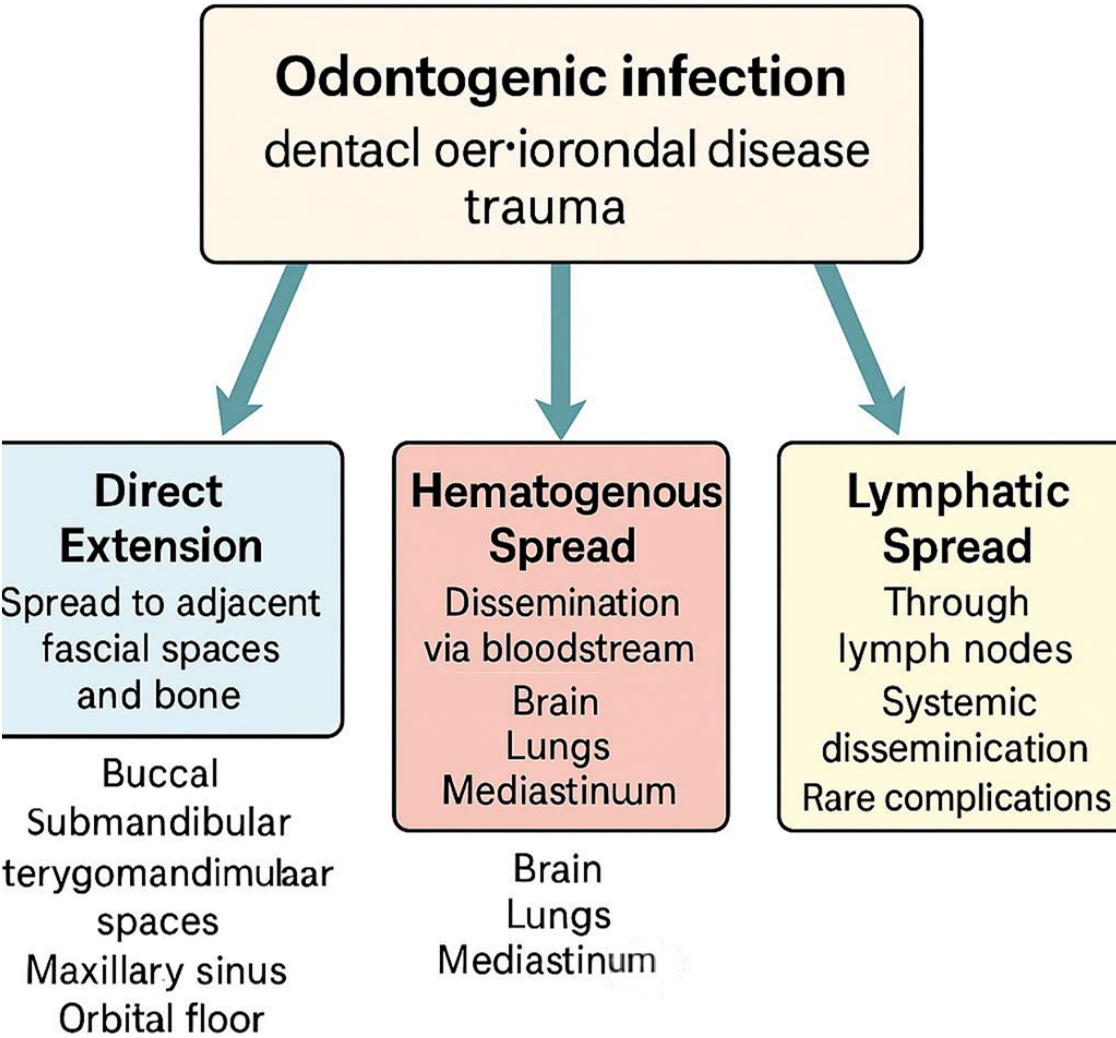 Odontogenic infection
dentacl oer·iorondal disease
trauma
Direct
Extension
Spread to adjacent
fascial spaces
and bone
Buccal
Submandibular
terygomandimulaar
spaces
Maxillary sinus
Orbital floor
Hematogenous
Spread
Dissemination
via bloodstream
Brain
Lungs
Mediastinuum
Brain
Lungs
Mediastinum
Lymphatic
Spread
Through
lymph nodes
Systemic
disseminication
Rare complications